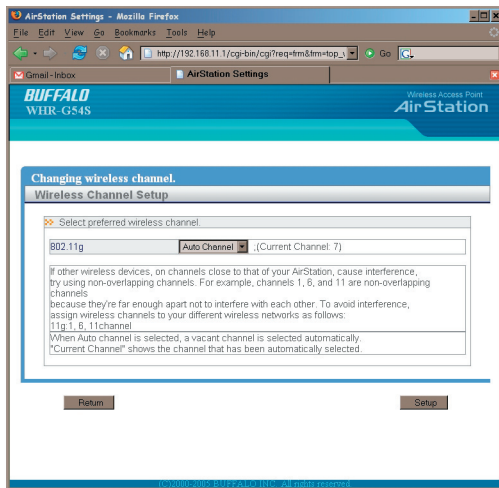 AirStation Settings - Mozilla Firefox
File Edit View Go Bookmarks Tools Help
http://192.168.11.1/cgi-bin/cgi?req=frm&frm=top_ Go G
Gmail - Inbox AirStation Settings
BUFFALO Wireless Access Point
WHR-G54S AirStation
Changing wireless channel.
Wireless Channel Setup
Select preferred wireless channel.
802.11g Auto Channel ;(Current Channel: 7)
If other wireless devices, on channels close to that of your AirStation, cause interference,
try using non-overlapping channels. For example, channels 1, 6, and 11 are non-overlapping
channels
because they're far enough apart not to interfere with each other. To avoid interference,
assign wireless channels to your different wireless networks as follows:
11g:1, 6, 11channel
When Auto channel is selected, a vacant channel is selected automatically.
"Current Channel" shows the channel that has been automatically selected.
Return Setup
(C)2000-2005 BUFFALO INC. All rights reserved.